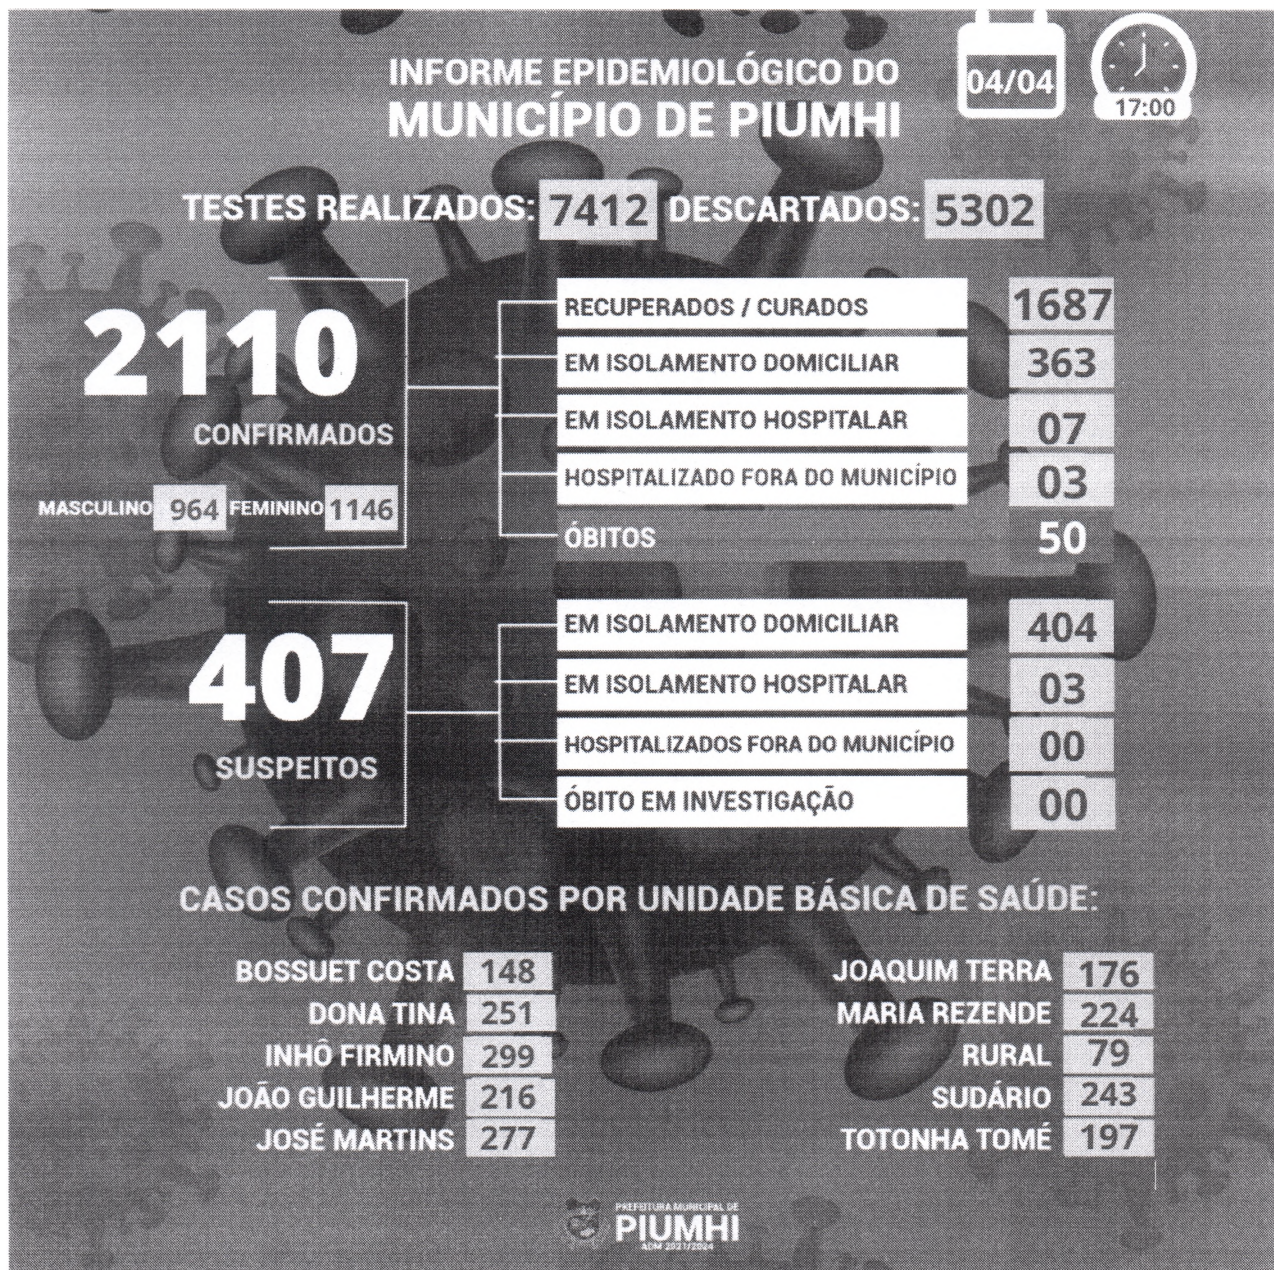 INFORME EPIDEMIOLÓGICO DO
MUNICÍPIO DE PIUMHI
04/04
17:00
TESTES REALIZADOS: 7412 DESCARTADOS: 5302
2110
CONFIRMADOS
MASCULINO 964 FEMININO 1146
RECUPERADOS / CURADOS 1687
EM ISOLAMENTO DOMICILIAR 363
EM ISOLAMENTO HOSPITALAR 07
HOSPITALIZADO FORA DO MUNICÍPIO 03
ÓBITOS 50
407
SUSPEITOS
EM ISOLAMENTO DOMICILIAR 404
EM ISOLAMENTO HOSPITALAR 03
HOSPITALIZADOS FORA DO MUNICÍPIO 00
ÓBITO EM INVESTIGAÇÃO 00
CASOS CONFIRMADOS POR UNIDADE BÁSICA DE SAÚDE:
BOSSUET COSTA 148
DONA TINA 251
INHÔ FIRMINO 299
JOÃO GUILHERME 216
JOSÉ MARTINS 277
JOAQUIM TERRA 176
MARIA REZENDE 224
RURAL 79
SUDÁRIO 243
TOTONHA TOMÉ 197
PREFEITURA MUNICIPAL DE
PIUMHI
ADM 2021/2024